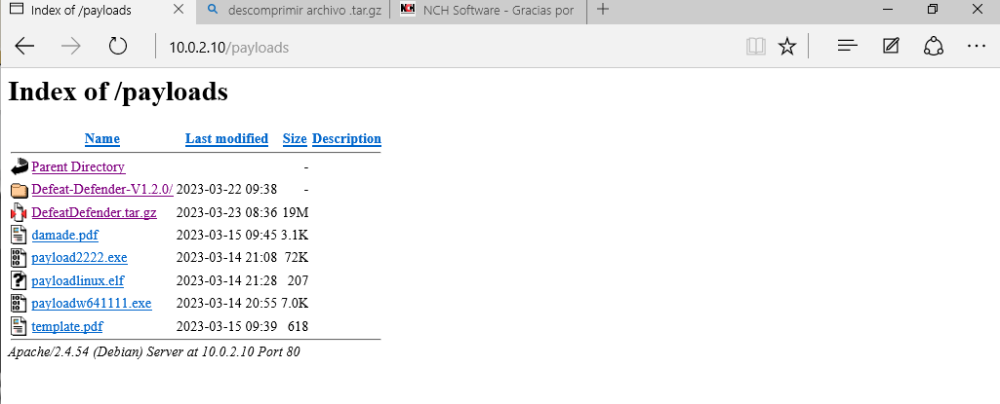 Index of /payloads
descomprimir archivo .tar.gz
NCH Software - Gracias por
10.0.2.10/payloads
Index of /payloads
Name Last modified Size Description
Parent Directory -
Defeat-Defender-V1.2.0/ 2023-03-22 09:38 -
DefeatDefender.tar.gz 2023-03-23 08:36 19M
damade.pdf 2023-03-15 09:45 3.1K
payload2222.exe 2023-03-14 21:08 72K
payloadlinux.elf 2023-03-14 21:28 207
payloadw641111.exe 2023-03-14 20:55 7.0K
template.pdf 2023-03-15 09:39 618
Apache/2.4.54 (Debian) Server at 10.0.2.10 Port 80